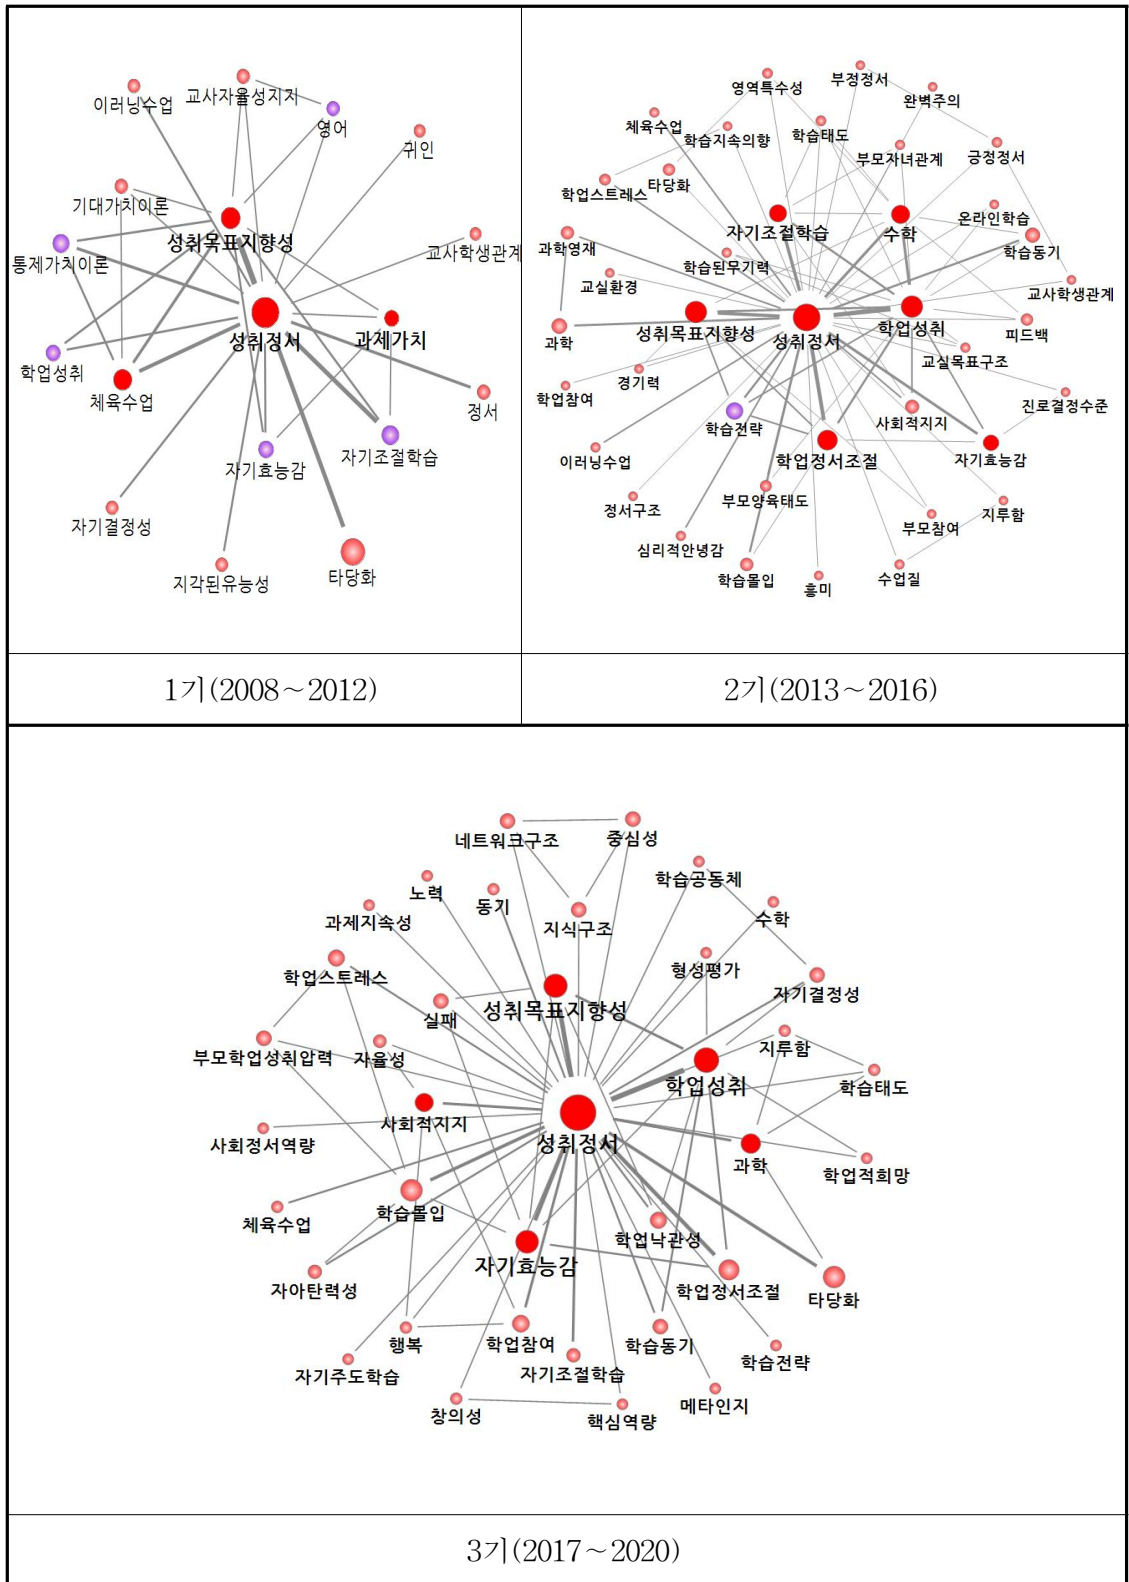 이러닝수업
교사자율성지지
영어
귀인
기대가치이론
성취목표지향성
통제가치이론
교사학생관계
성취정서
과제가치
학업성취
체육수업
정서
자기효능감
자기조절학습
자기결정성
지각된유능성
타당화
1기(2008～2012)
영역특수성
부정정서
완벽주의
체육수업
학습지속의향
학습태도
부모자녀관계
긍정정서
학업스트레스
타당화
자기조절학습
수학
온라인학습
학습동기
과학영재
학습된무기력
교실환경
교사학생관계
과학
성취목표지향성
성취정서
학업성취
피드백
교실목표구조
경기력
학습참여
진로결정수준
학습전략
사회적지지
이러닝수업
학업정서조절
자기효능감
정서구조
부모양육태도
부모참여
지루함
심리적안녕감
학습몰입
흥미
수업질
2기(2013～2016)
네트워크구조
중심성
학습공동체
노력
동기
과제지속성
지식구조
수학
학업스트레스
형성평가
자기결정성
실패
성취목표지향성
부모학업성취압력
자율성
지루함
학업성취
학습태도
사회적지지
사회정서역량
성취정서
과학
학업적희망
체육수업
학습몰입
학업낙관성
자기효능감
자아탄력성
학업정서조절
타당화
행복
학업참여
학습동기
자기주도학습
자기조절학습
학습전략
창의성
핵심역량
메타인지
3기(2017～2020)